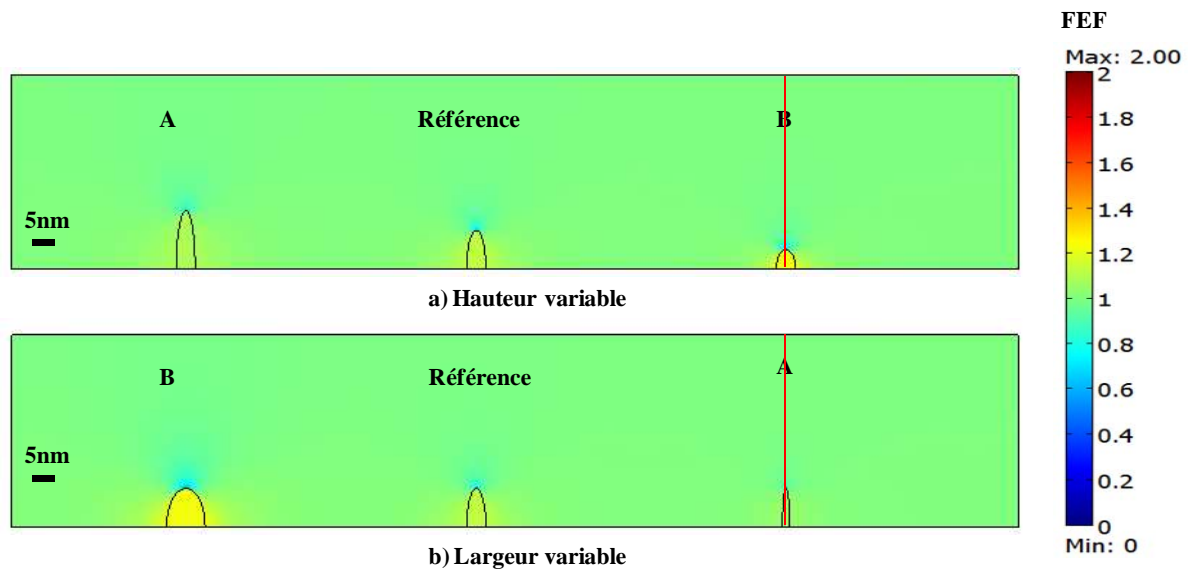 FEF
Max: 2.00
A
Référence
B
5nm
a) Hauteur variable
B
Référence
A
5nm
b) Largeur variable
2
1.8
1.6
1.4
1.2
1
0.8
0.6
0.4
0.2
0
Min: 0